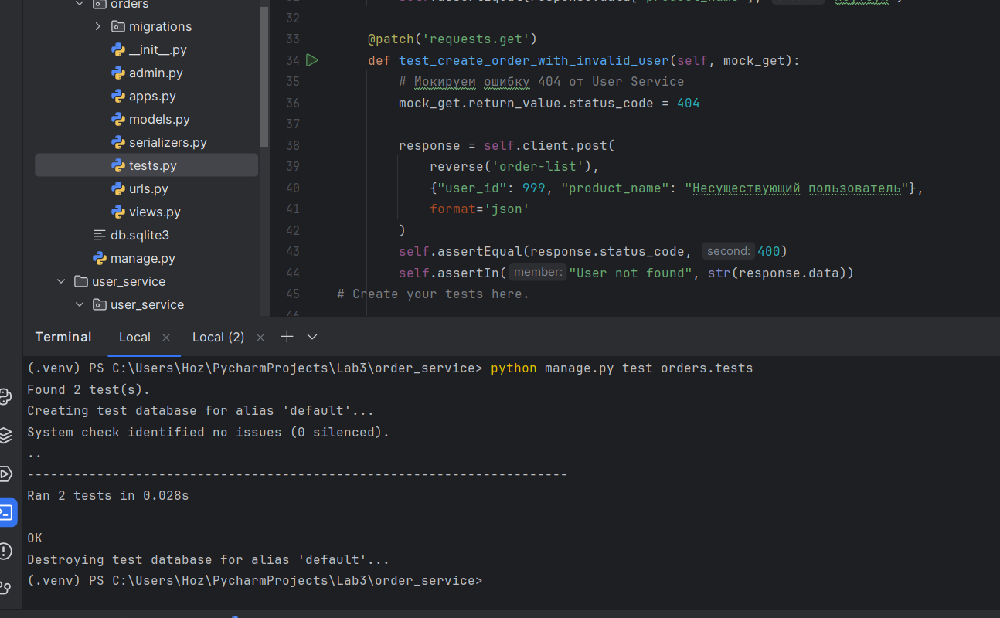 orders
migrations
__init__.py
admin.py
apps.py
models.py
serializers.py
tests.py
urls.py
views.py
db.sqlite3
manage.py
user_service
user_service
32
33 @patch('requests.get')
34 def test_create_order_with_invalid_user(self, mock_get):
35 # Мокируем ошибку 404 от User Service
36 mock_get.return_value.status_code = 404
37
38 response = self.client.post(
39 reverse('order-list'),
40 {"user_id": 999, "product_name": "Несуществующий пользователь"},
41 format='json'
42 )
43 self.assertEqual(response.status_code, second: 400)
44 self.assertIn( member: "User not found", str(response.data))
45 # Create your tests here.
46
Terminal Local Local (2)
(.venv) PS C:\Users\Hoz\PycharmProjects\Lab3\order_service> python manage.py test orders.tests
Found 2 test(s).
Creating test database for alias 'default'...
System check identified no issues (0 silenced).
..
----------------------------------------------------------------------
Ran 2 tests in 0.028s
OK
Destroying test database for alias 'default'...
(.venv) PS C:\Users\Hoz\PycharmProjects\Lab3\order_service>